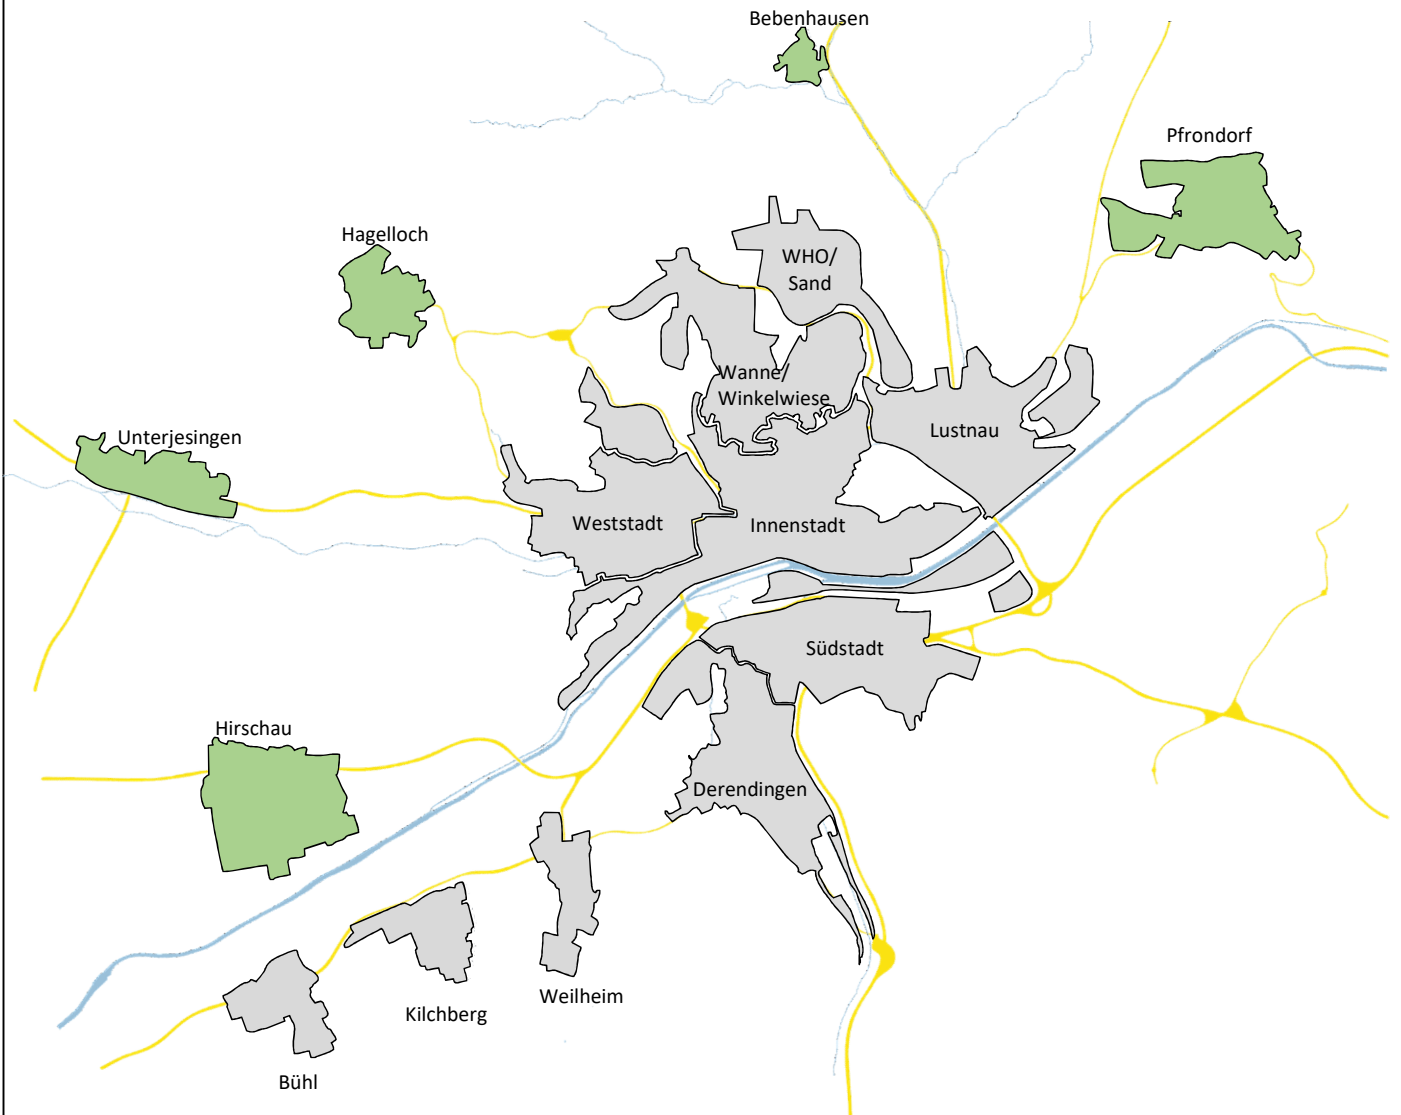 Bebenhausen
Pfrondorf
Hagelloch
WHO/
Sand
Wanne/
Winkelwiese
Lustnau
Unterjesingen
Weststadt
Innenstadt
Südstadt
Hirschau
Derendingen
Weilheim
Kilchberg
Bühl